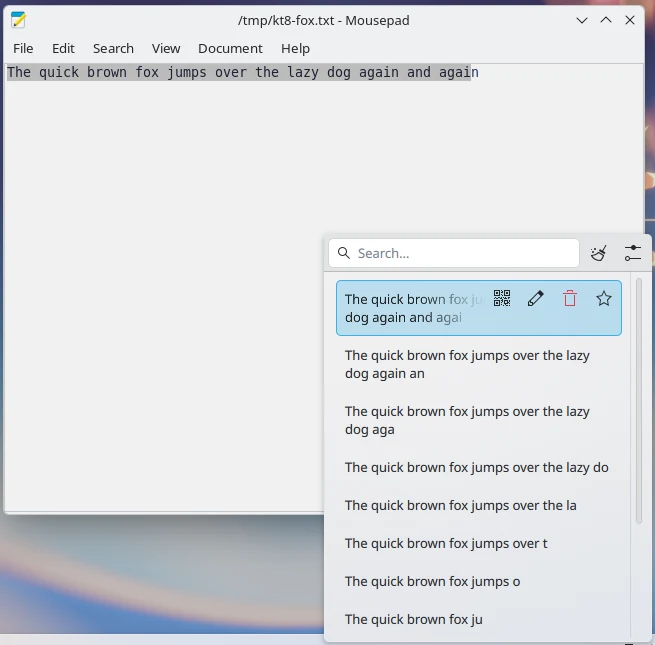 /tmp/kt8-fox.txt - Mousepad
File Edit Search View Document Help
The quick brown fox jumps over the lazy dog again and again
Search...
The quick brown fox ju
dog again and agai
The quick brown fox jumps over the lazy
dog again an
The quick brown fox jumps over the lazy
dog aga
The quick brown fox jumps over the lazy do
The quick brown fox jumps over the la
The quick brown fox jumps over t
The quick brown fox jumps o
The quick brown fox ju